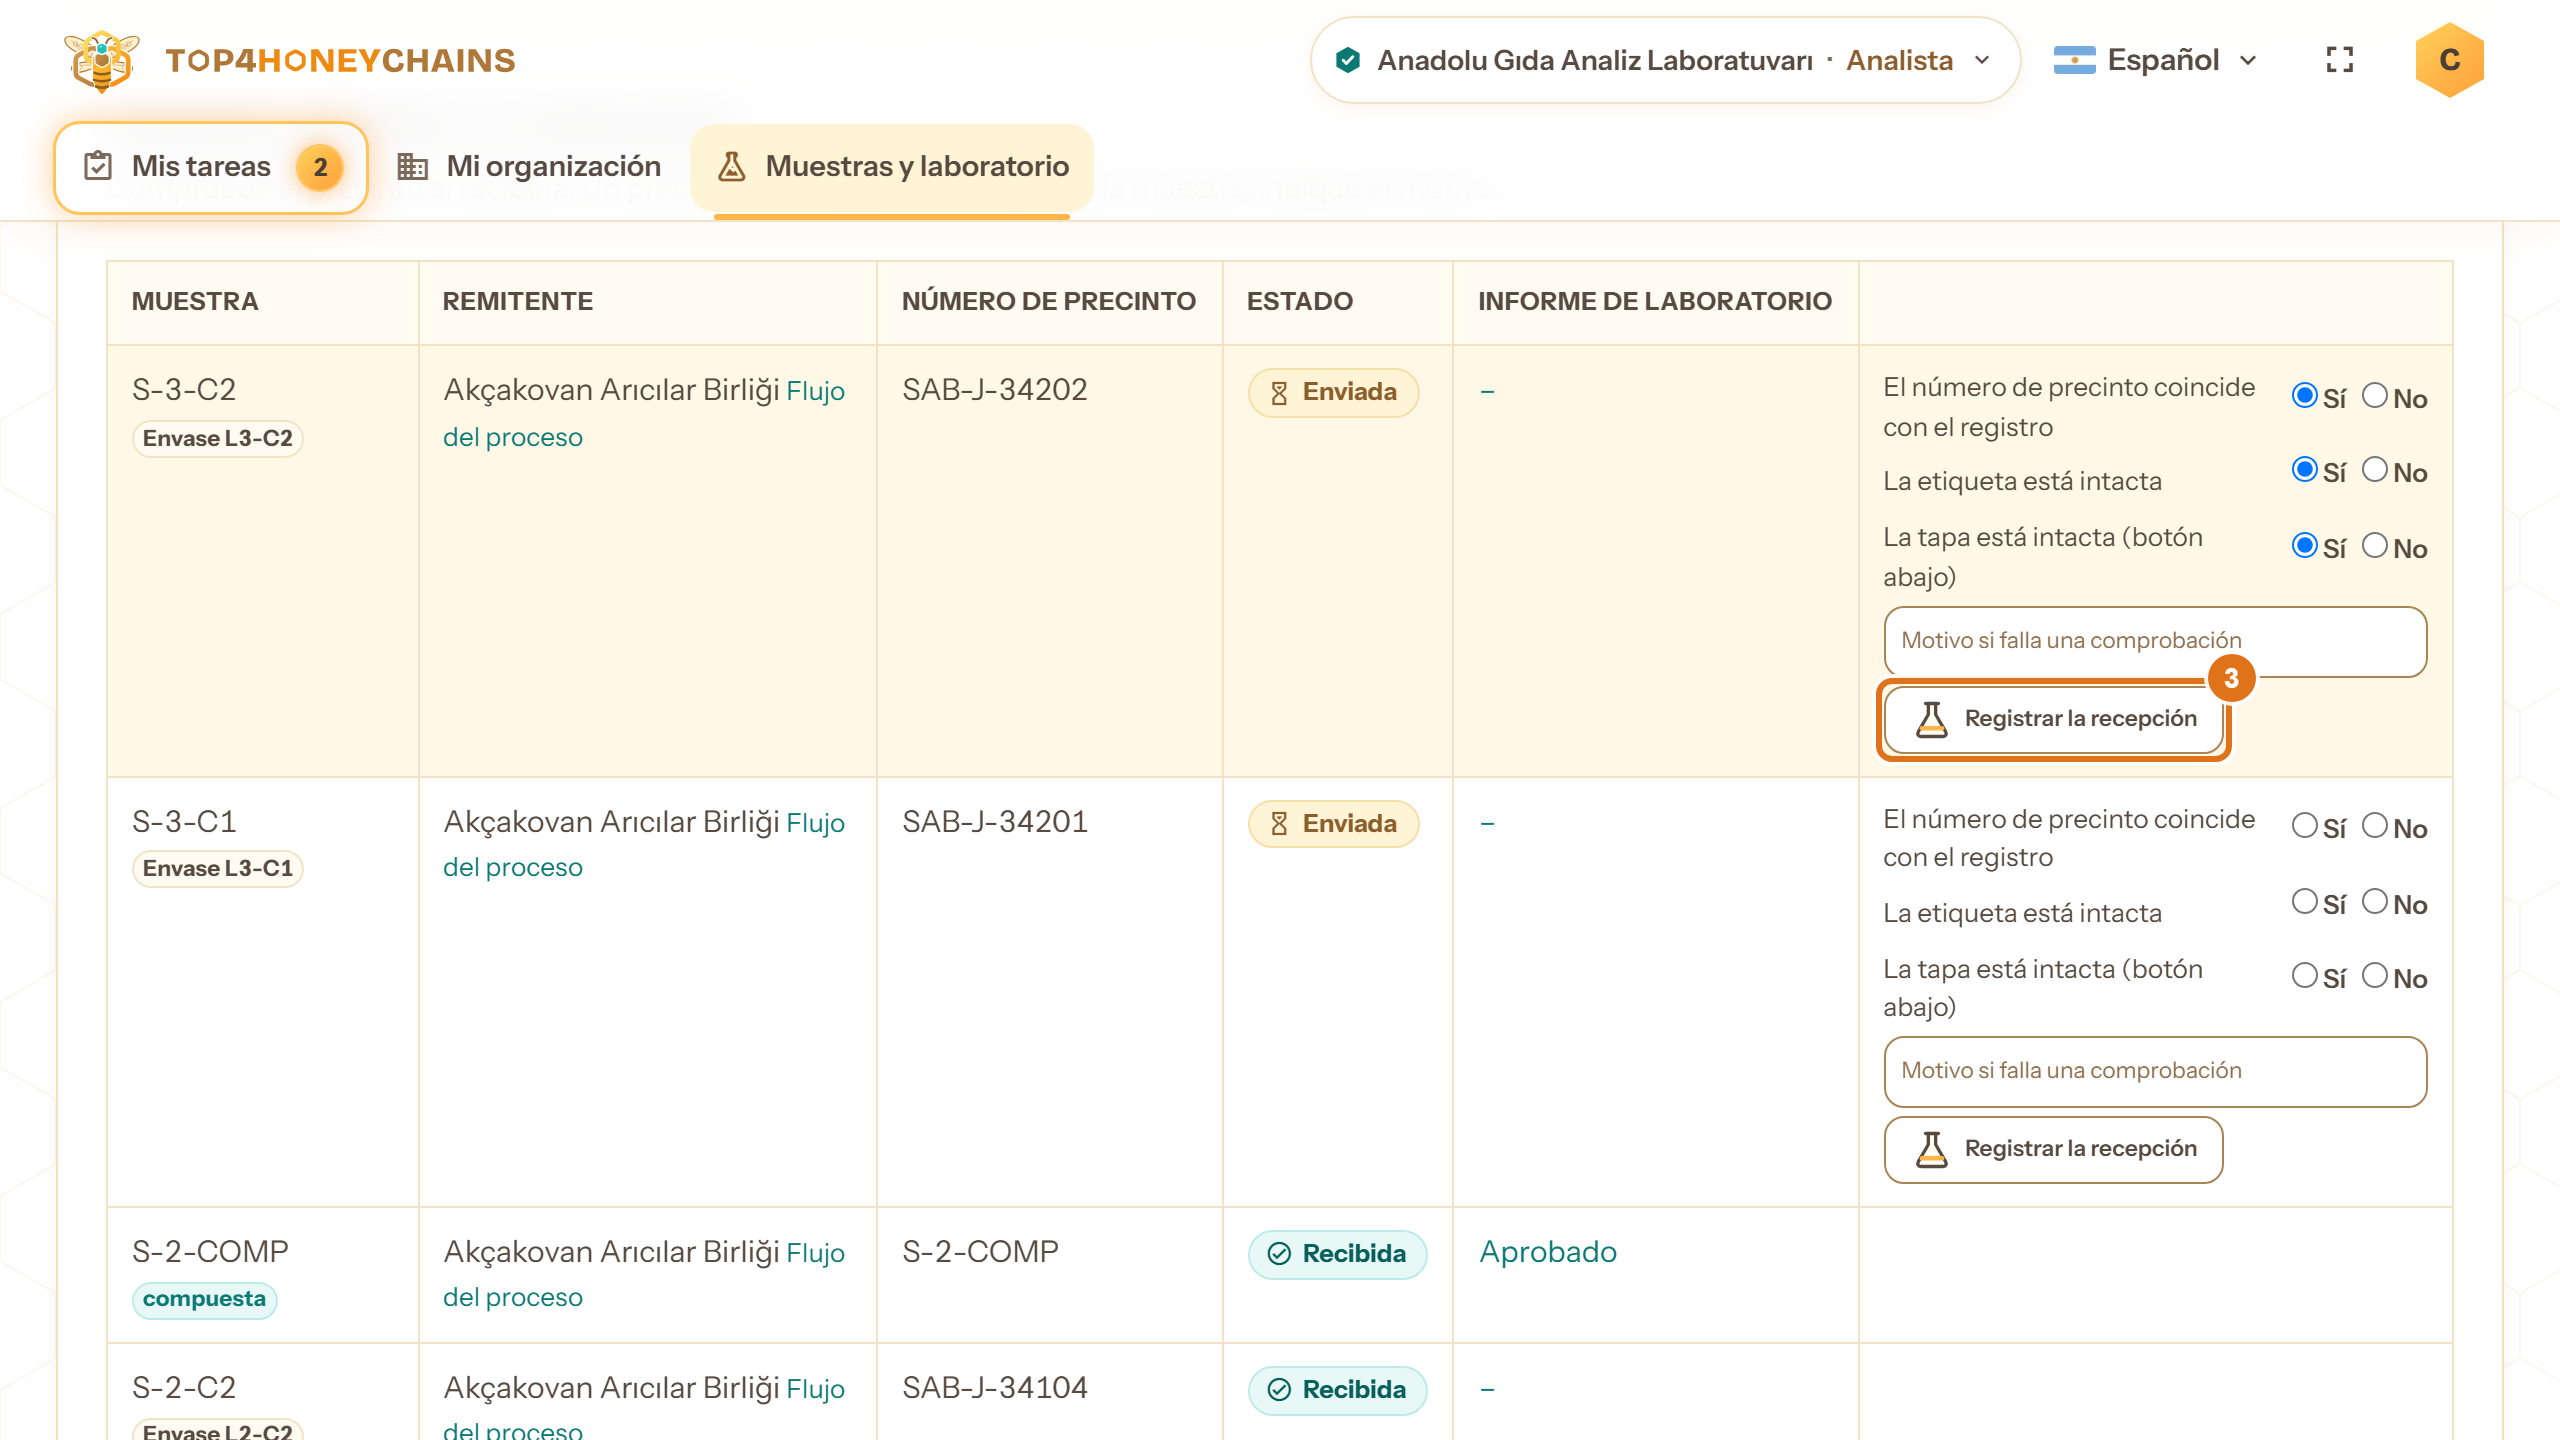 TOP4HONEYCHAINS
Anadolu Gıda Analiz Laboratuvarı · Analista
Español
C
Mis tareas 2
Mi organización
Muestras y laboratorio
MUESTRA REMITENTE NÚMERO DE PRECINTO ESTADO INFORME DE LABORATORIO
S-3-C2
Envase L3-C2
Akçakovan Arıcılar Birliği Flujo
del proceso
SAB-J-34202
Enviada
–
El número de precinto coincide
con el registro
Sí No
La etiqueta está intacta
Sí No
La tapa está intacta (botón
abajo)
Sí No
Motivo si falla una comprobación
3
Registrar la recepción
S-3-C1
Envase L3-C1
Akçakovan Arıcılar Birliği Flujo
del proceso
SAB-J-34201
Enviada
–
El número de precinto coincide
con el registro
Sí No
La etiqueta está intacta
Sí No
La tapa está intacta (botón
abajo)
Sí No
Motivo si falla una comprobación
Registrar la recepción
S-2-COMP
compuesta
Akçakovan Arıcılar Birliği Flujo
del proceso
S-2-COMP
Recibida
Aprobado
S-2-C2
Envase L2-C2
Akçakovan Arıcılar Birliği Flujo
del proceso
SAB-J-34104
Recibida
–